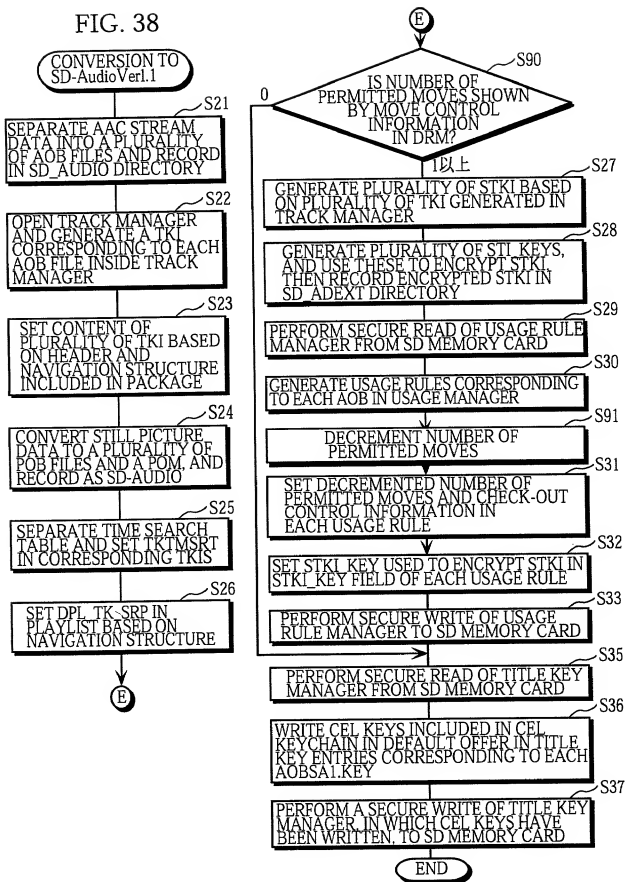 FIG. 38
CONVERSION TO
SD-AudioVer1.1
S21
SEPARATE AAC STREAM
DATA INTO A PLURALITY
OF AOB FILES AND RECORD
IN SD_AUDIO DIRECTORY
S22
OPEN TRACK MANAGER
AND GENERATE A TKI
CORRESPONDING TO EACH
AOB FILE INSIDE TRACK
MANAGER
S23
SET CONTENT OF
PLURALITY OF TKI BASED
ON HEADER AND
NAVIGATION STRUCTURE
INCLUDED IN PACKAGE
S24
CONVERT STILL PICTURE
DATA TO A PLURALITY OF
POB FILES AND A POM, AND
RECORD AS SD-AUDIO
S25
SEPARATE TIME SEARCH
TABLE AND SET TKTMSRT
IN CORRESPONDING TKIS
S26
SET DPL_TK_SRP IN
PLAYLIST BASED ON
NAVIGATION STRUCTURE
E
E
S90
IS NUMBER OF
PERMITTED MOVES SHOWN
BY MOVE CONTROL
INFORMATION
IN DRM?
0
1以上
S27
GENERATE PLURALITY OF STKI BASED
ON PLURALITY OF TKI GENERATED IN
TRACK MANAGER
S28
GENERATE PLURALITY OF STI_KEYS,
AND USE THESE TO ENCRYPT STKI,
THEN RECORD ENCRYPTED STKI IN
SD_ADEXT DIRECTORY
S29
PERFORM SECURE READ OF USAGE RULE
MANAGER FROM SD MEMORY CARD
S30
GENERATE USAGE RULES CORRESPONDING
TO EACH AOB IN USAGE MANAGER
S91
DECREMENT NUMBER OF
PERMITTED MOVES
S31
SET DECREMENTED NUMBER OF
PERMITTED MOVES AND CHECK-OUT
CONTROL INFORMATION IN
EACH USAGE RULE
S32
SET STKI_KEY USED TO ENCRYPT STKI IN
STKI_KEY FIELD OF EACH USAGE RULE
S33
PERFORM SECURE WRITE OF USAGE
RULE MANAGER TO SD MEMORY CARD
S35
PERFORM SECURE READ OF TITLE KEY
MANAGER FROM SD MEMORY CARD
S36
WRITE CEL KEYS INCLUDED IN CEL
KEYCHAIN IN DEFAULT OFFER IN TITLE
KEY ENTRIES CORRESPONDING TO EACH
AOBSA1.KEY
S37
PERFORM A SECURE WRITE OF TITLE KEY
MANAGER, IN WHICH CEL KEYS HAVE
BEEN WRITTEN, TO SD MEMORY CARD
END